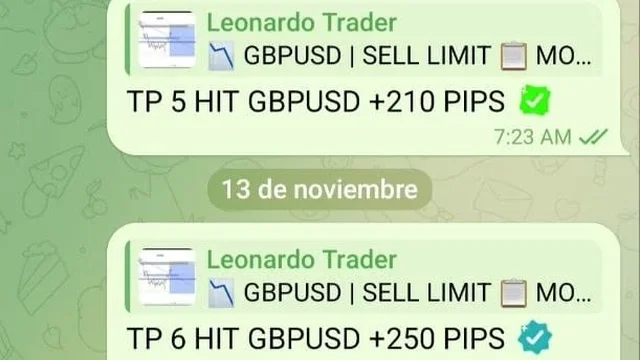 Leonardo Trader
📉 GBPUSD | SELL LIMIT 📋 MO...
TP 5 HIT GBPUSD +210 PIPS ✅
7:23 AM ✓✓
13 de noviembre
Leonardo Trader
📉 GBPUSD | SELL LIMIT 📋 MO...
TP 6 HIT GBPUSD +250 PIPS